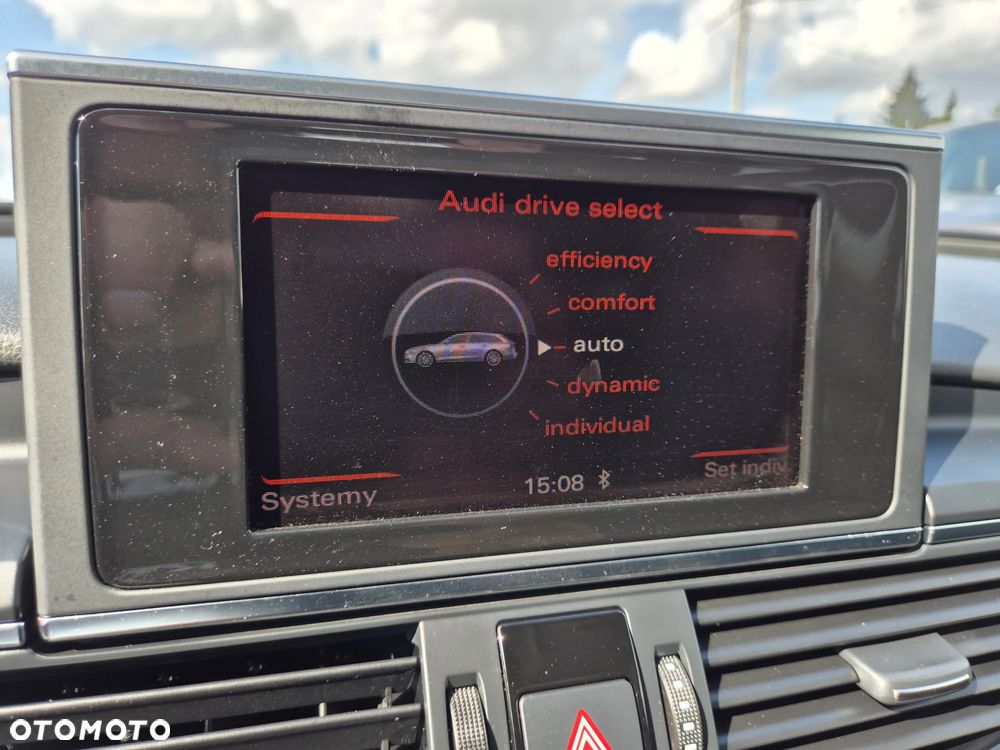 Audi drive select
efficiency
comfort
auto
dynamic
individual
Set indiv.
15:08
Systemy
OTOMOTO